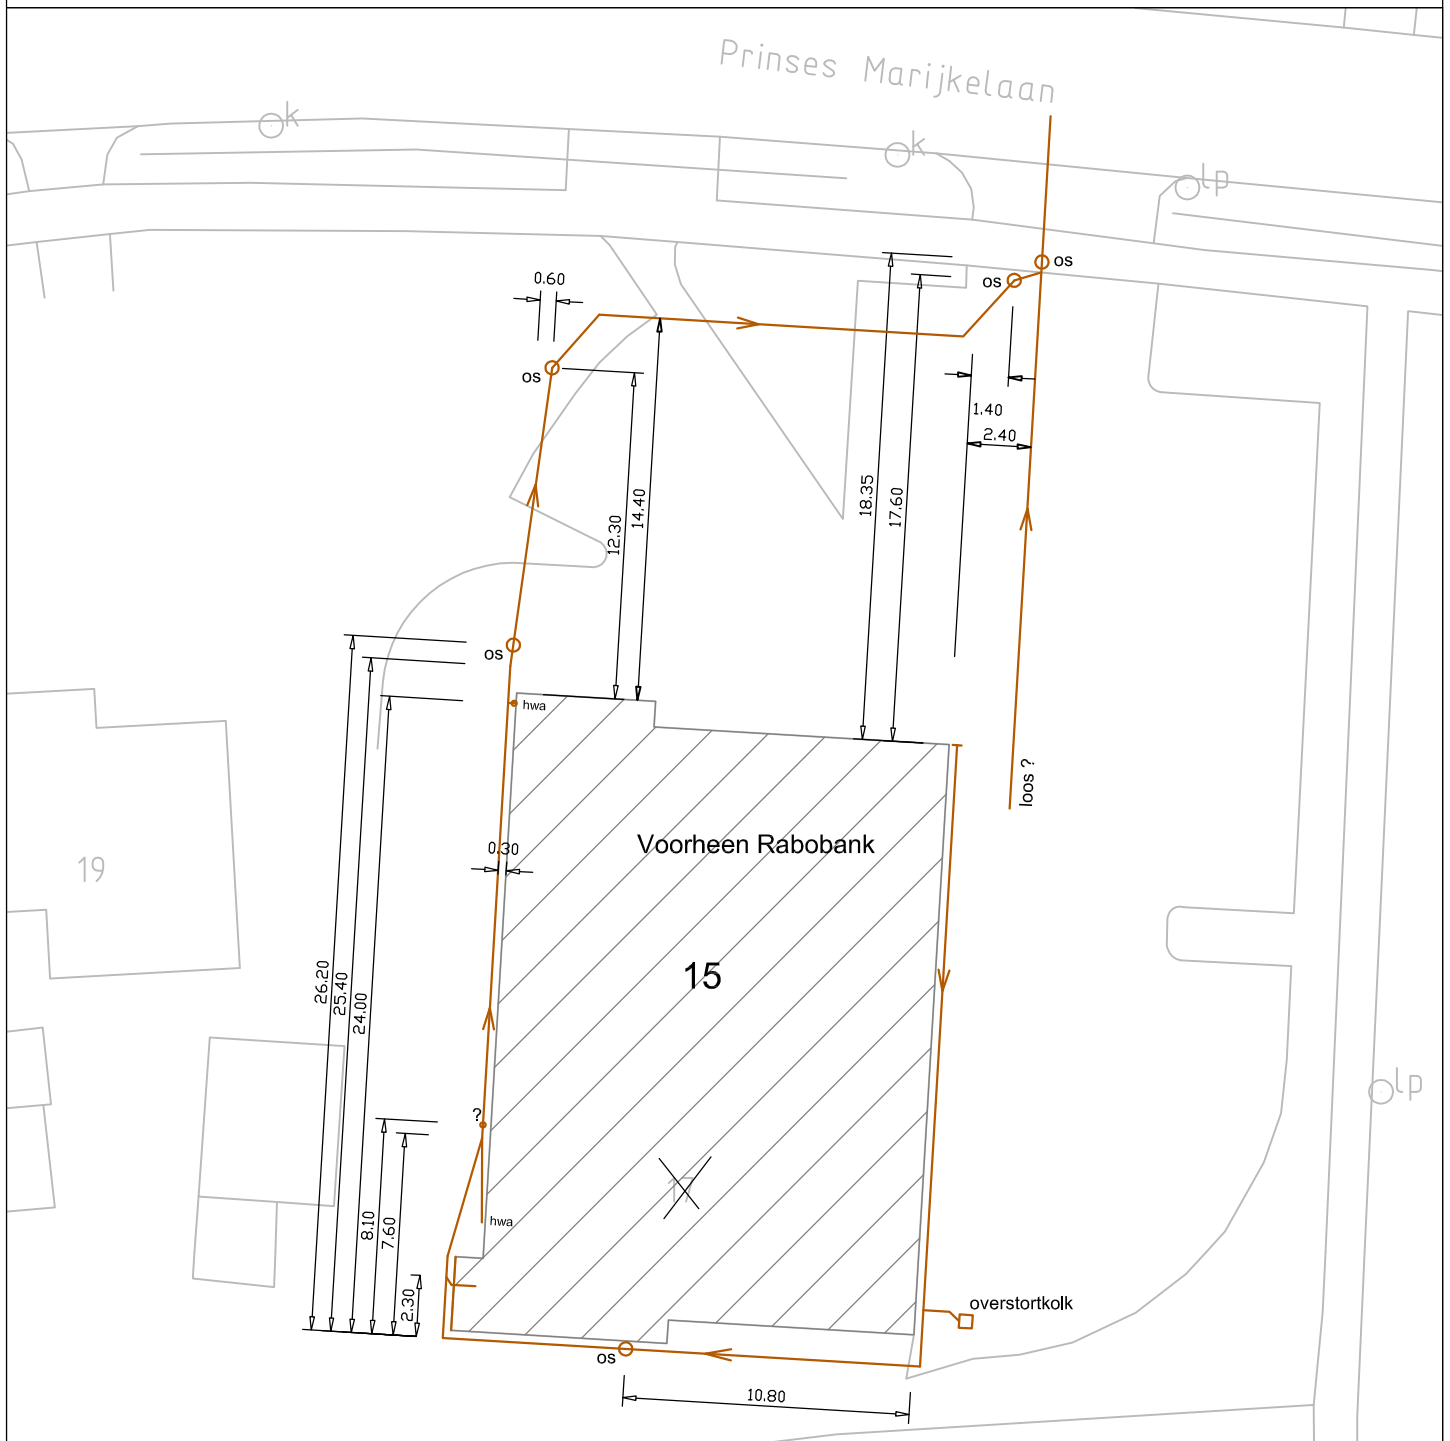 Prinses Marijkelaan
k
k
lp
os
os
0.60
os
1.40
2.40
18.35
17.60
14.40
12.30
os
hwa
loos ?
0.30
Voorheen Rabobank
19
15
26.20
25.40
24.00
lp
?
17
hwa
8.10
7.60
2.30
overstortkolk
os
10.80